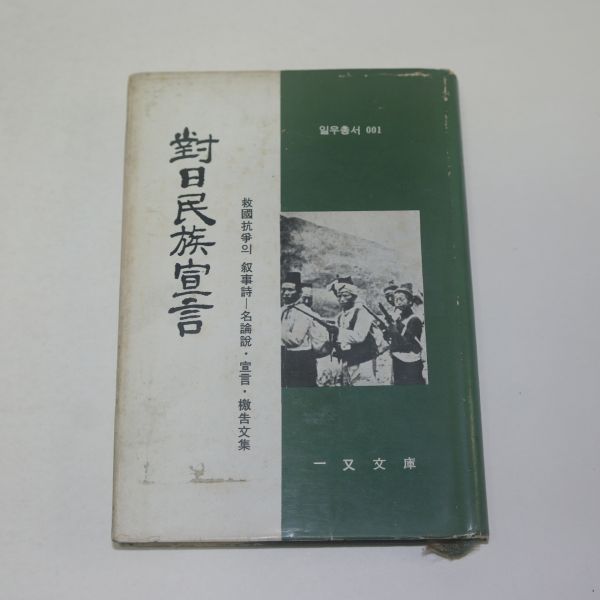 對日民族宣言
救國抗爭의 叙事詩—名論說·宣言·檄告文集
일우총서 001
一又文庫